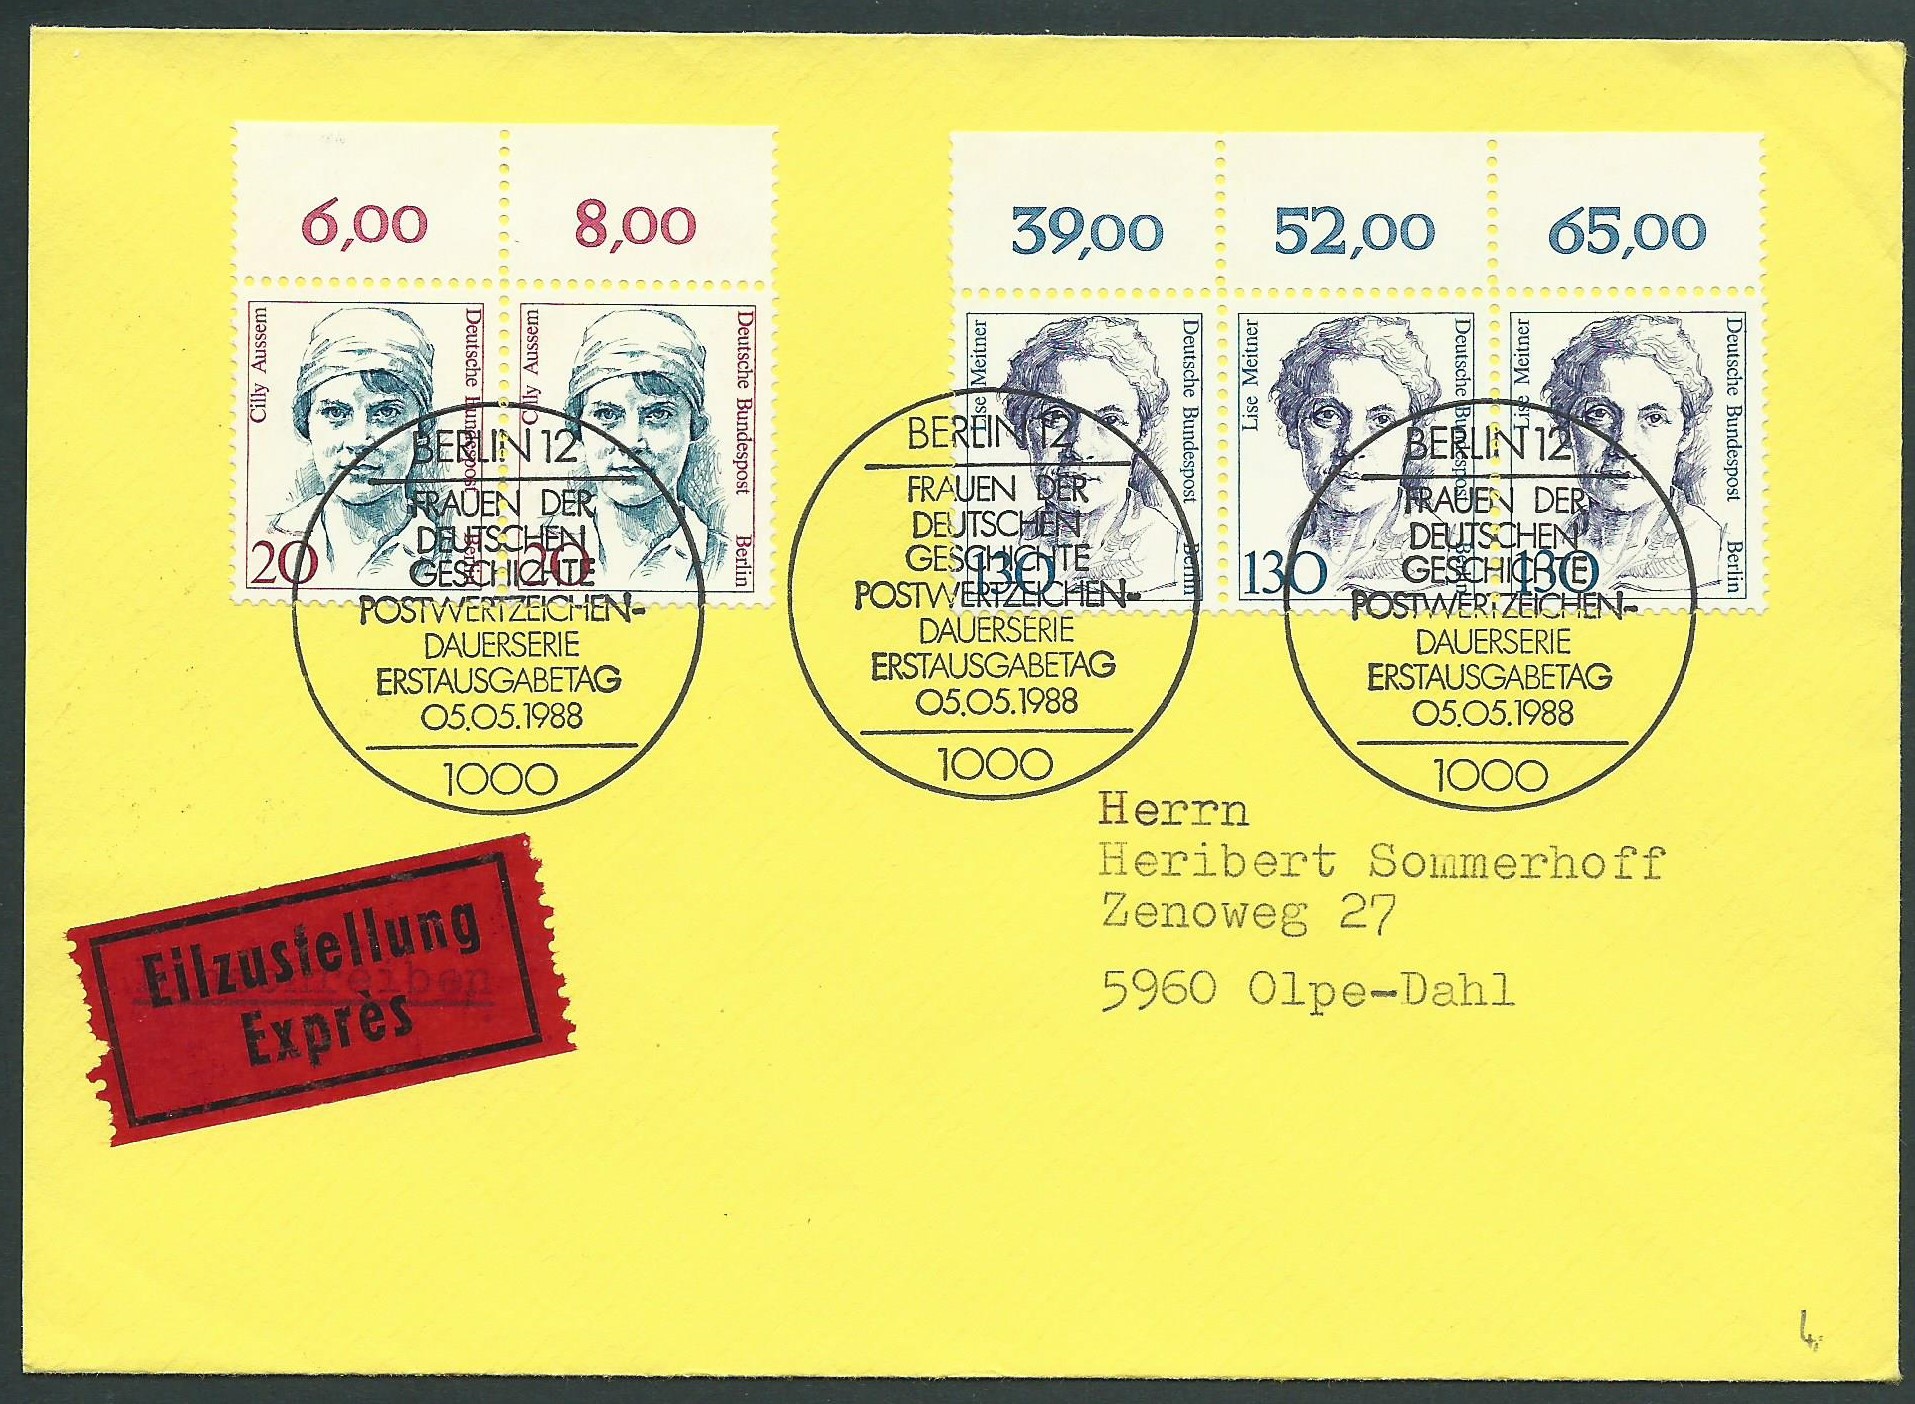 6,00
8,00
39,00
52,00
65,00
Cilly Aussem
Deutsche Bundespost Berlin
20
Cilly Aussem
Deutsche Bundespost Berlin
20
Lise Meitner
Deutsche Bundespost Berlin
130
Lise Meitner
Deutsche Bundespost Berlin
130
Lise Meitner
Deutsche Bundespost Berlin
130
BERLIN 12
FRAUEN DER
DEUTSCHEN
GESCHICHTE
POSTWERTZEICHEN-
DAUERSERIE
ERSTAUSGABETAG
05.05.1988
1000
BERLIN 12
FRAUEN DER
DEUTSCHEN
GESCHICHTE
POSTWERTZEICHEN-
DAUERSERIE
ERSTAUSGABETAG
05.05.1988
1000
BERLIN 12
FRAUEN DER
DEUTSCHEN
GESCHICHTE
POSTWERTZEICHEN-
DAUERSERIE
ERSTAUSGABETAG
05.05.1988
1000
Herrn
Heribert Sommerhoff
Zenoweg 27
5960 Olpe-Dahl
Eilzustellung
Exprès
4.